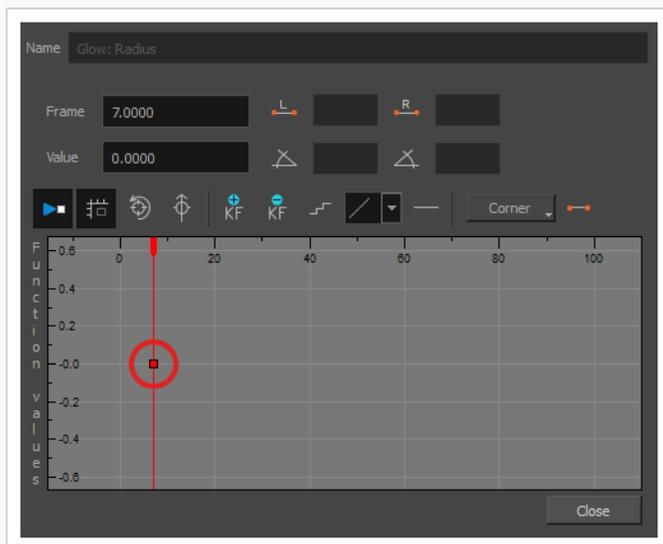 Name Glow: Radius
Frame 7.0000 L R
Value 0.0000
KF KF Corner
Function values
0 20 40 60 80 100
0.6
0.4
0.2
-0.0
-0.2
-0.4
-0.6
Close